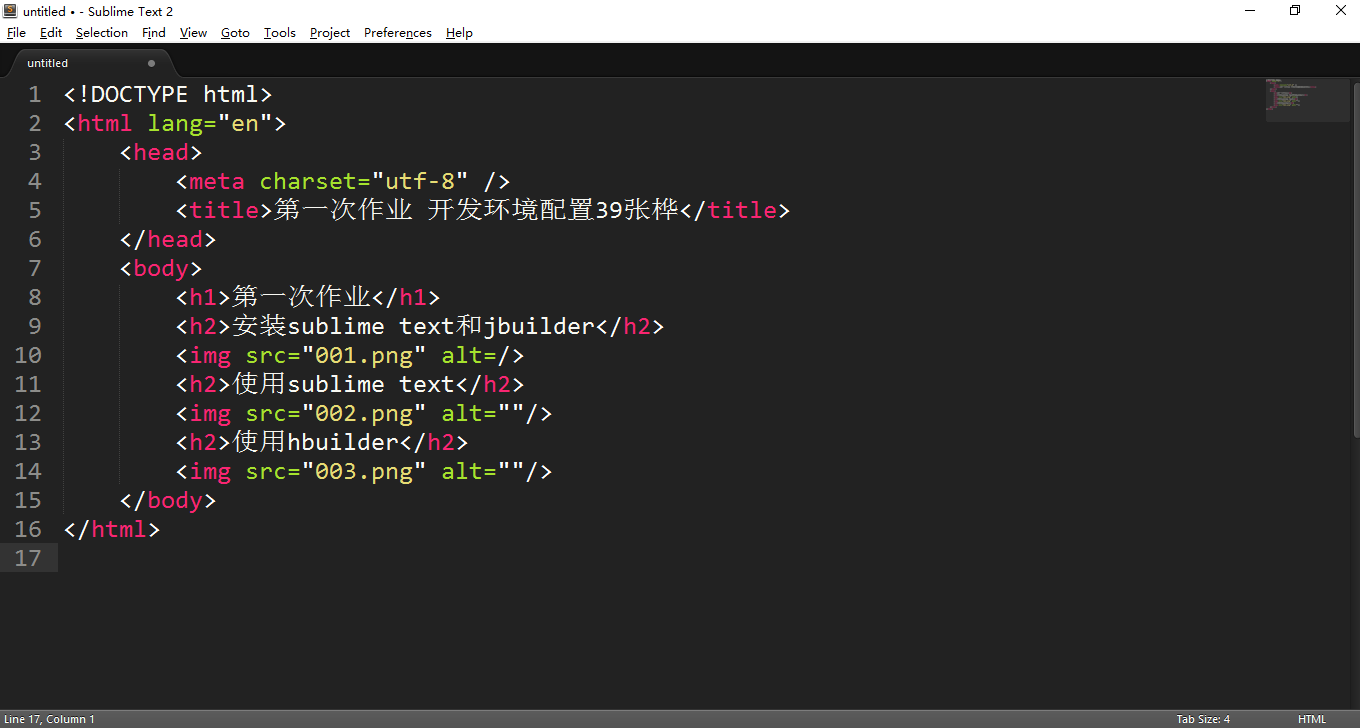 untitled • - Sublime Text 2
File Edit Selection Find View Goto Tools Project Preferences Help
untitled
1 <!DOCTYPE html>
2 <html lang="en">
3 <head>
4 <meta charset="utf-8" />
5 <title>第一次作业 开发环境配置39张桦</title>
6 </head>
7 <body>
8 <h1>第一次作业</h1>
9 <h2>安装sublime text和jbuilder</h2>
10 <img src="001.png" alt=/>
11 <h2>使用sublime text</h2>
12 <img src="002.png" alt=""/>
13 <h2>使用hbuilder</h2>
14 <img src="003.png" alt=""/>
15 </body>
16 </html>
17
Line 17, Column 1 Tab Size: 4 HTML